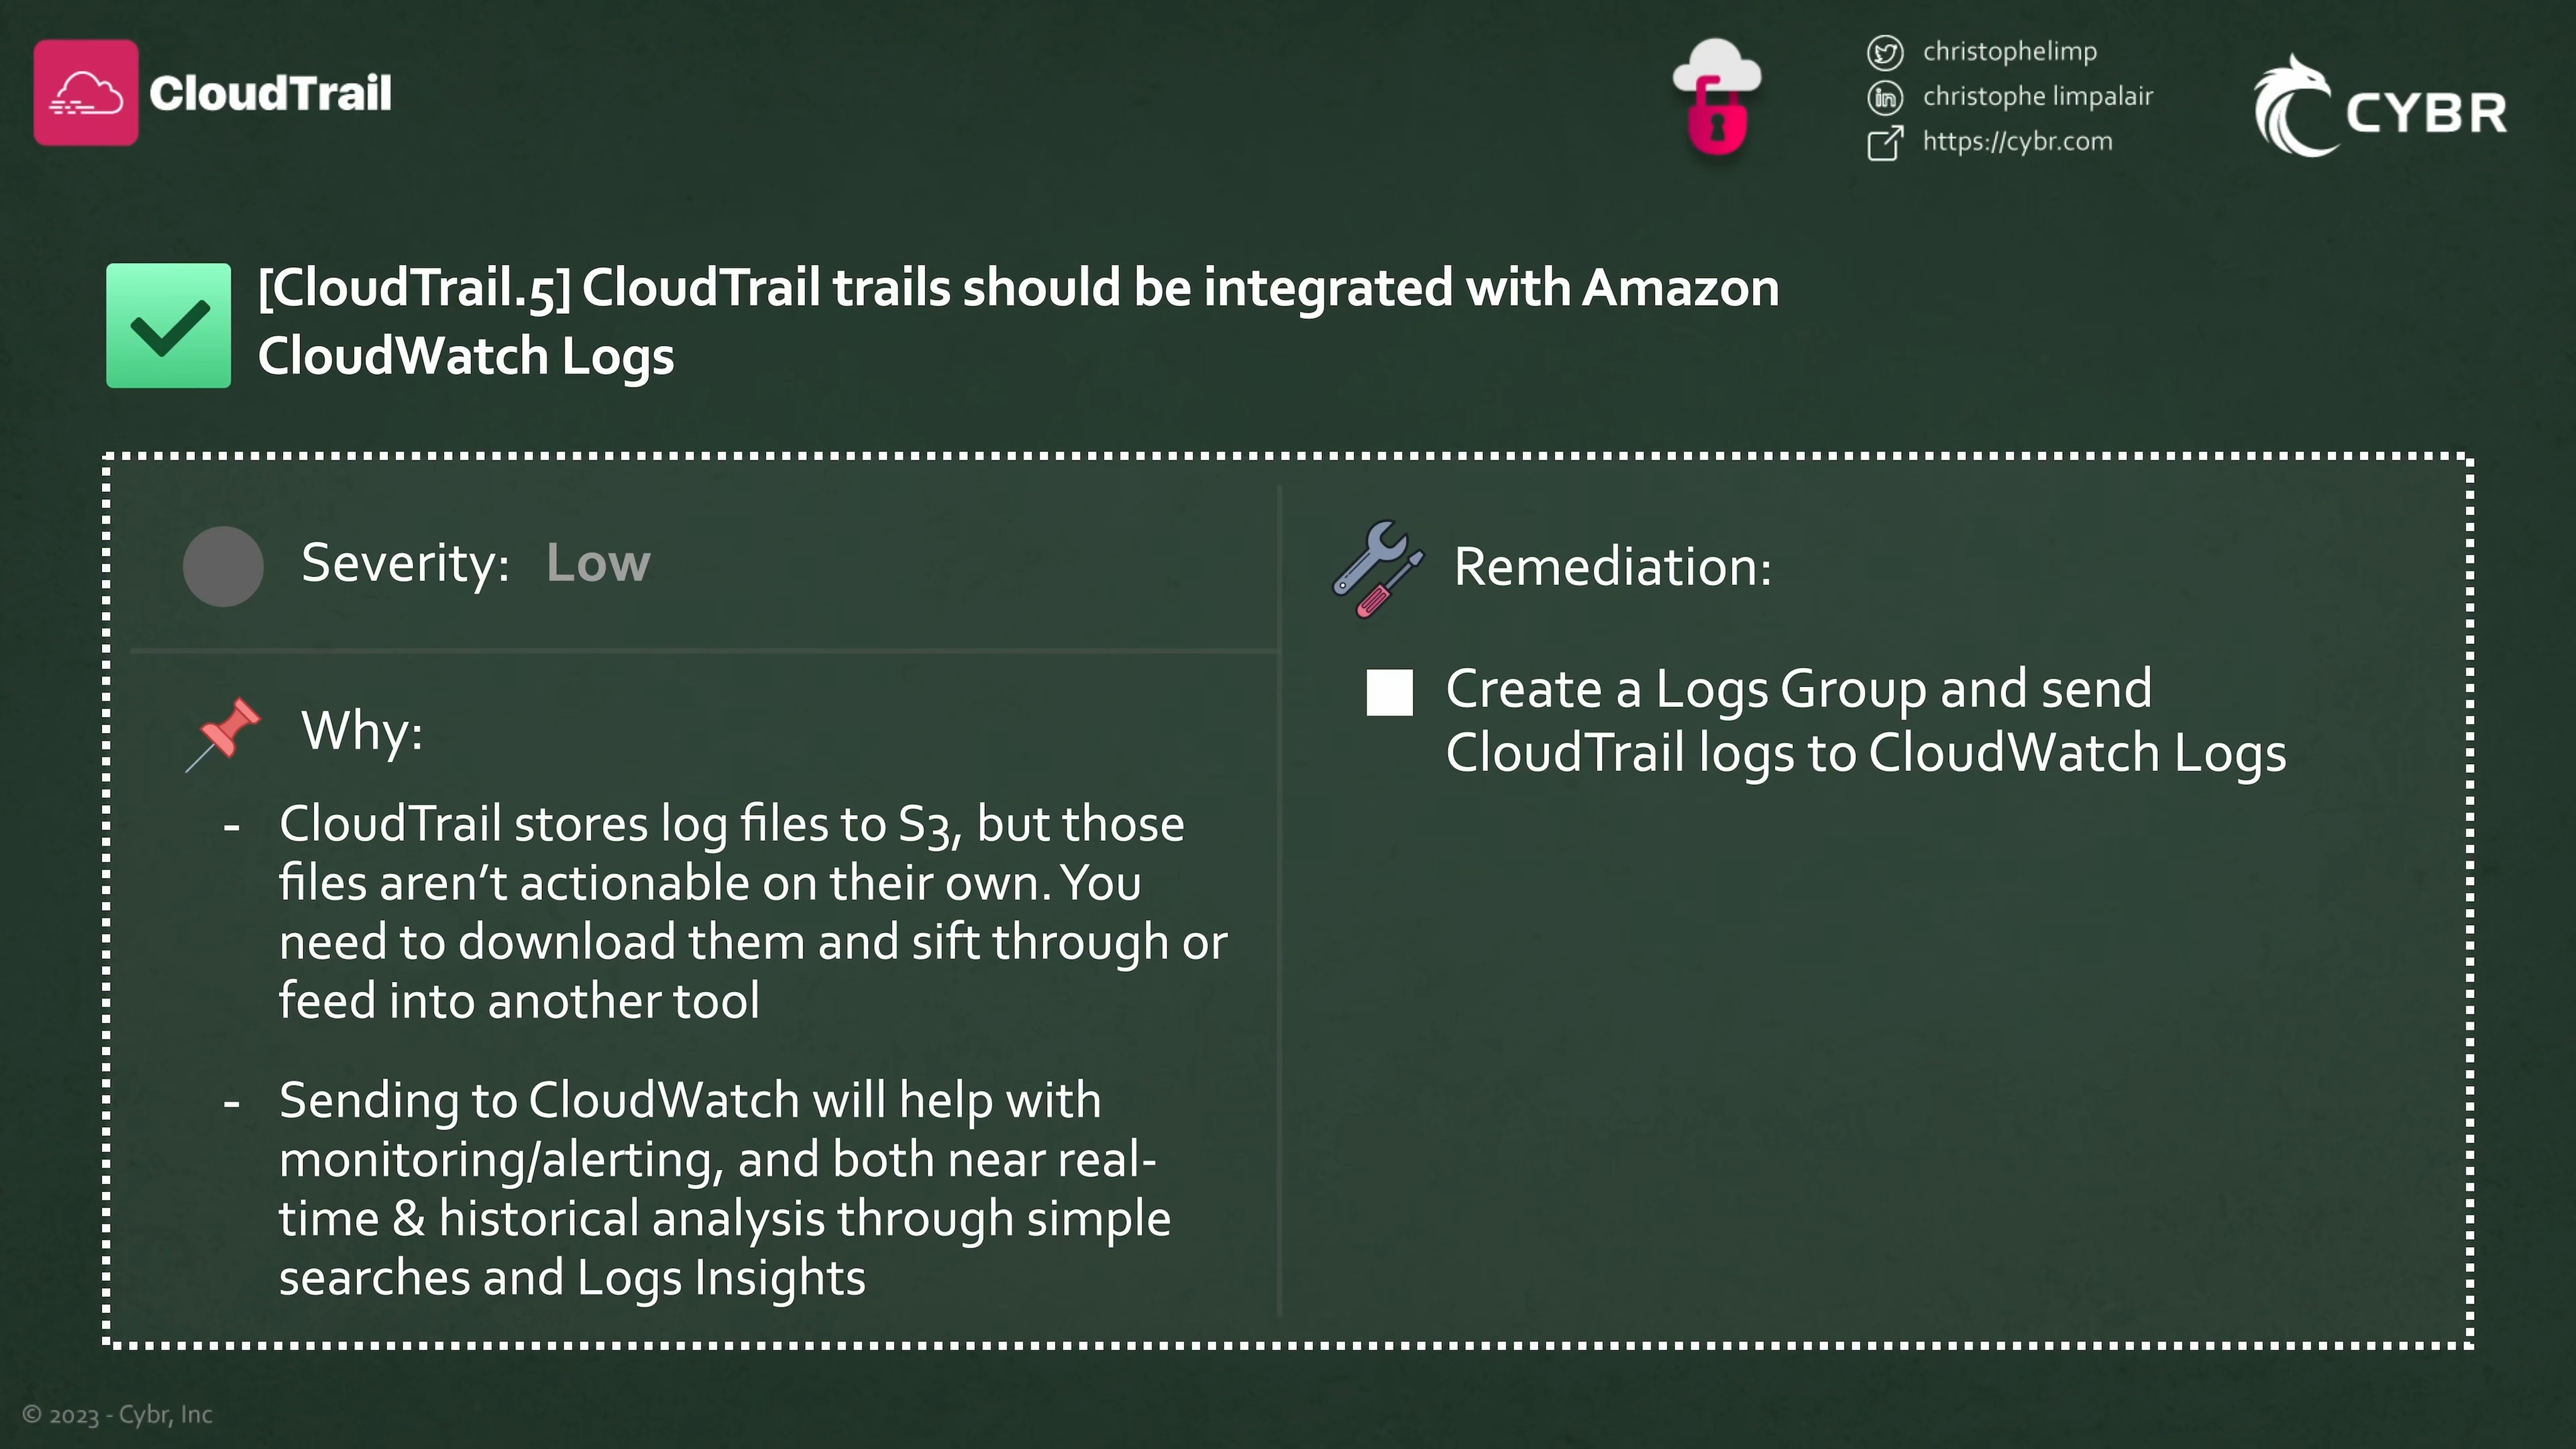 CloudTrail
christophelimp
christophe limpalair
https://cybr.com
CYBR
[CloudTrail.5] CloudTrail trails should be integrated with Amazon
CloudWatch Logs
Severity: Low
Why:
- CloudTrail stores log files to S3, but those
files aren’t actionable on their own. You
need to download them and sift through or
feed into another tool
- Sending to CloudWatch will help with
monitoring/alerting, and both near real-
time & historical analysis through simple
searches and Logs Insights
Remediation:
Create a Logs Group and send
CloudTrail logs to CloudWatch Logs
© 2023 - Cybr, Inc